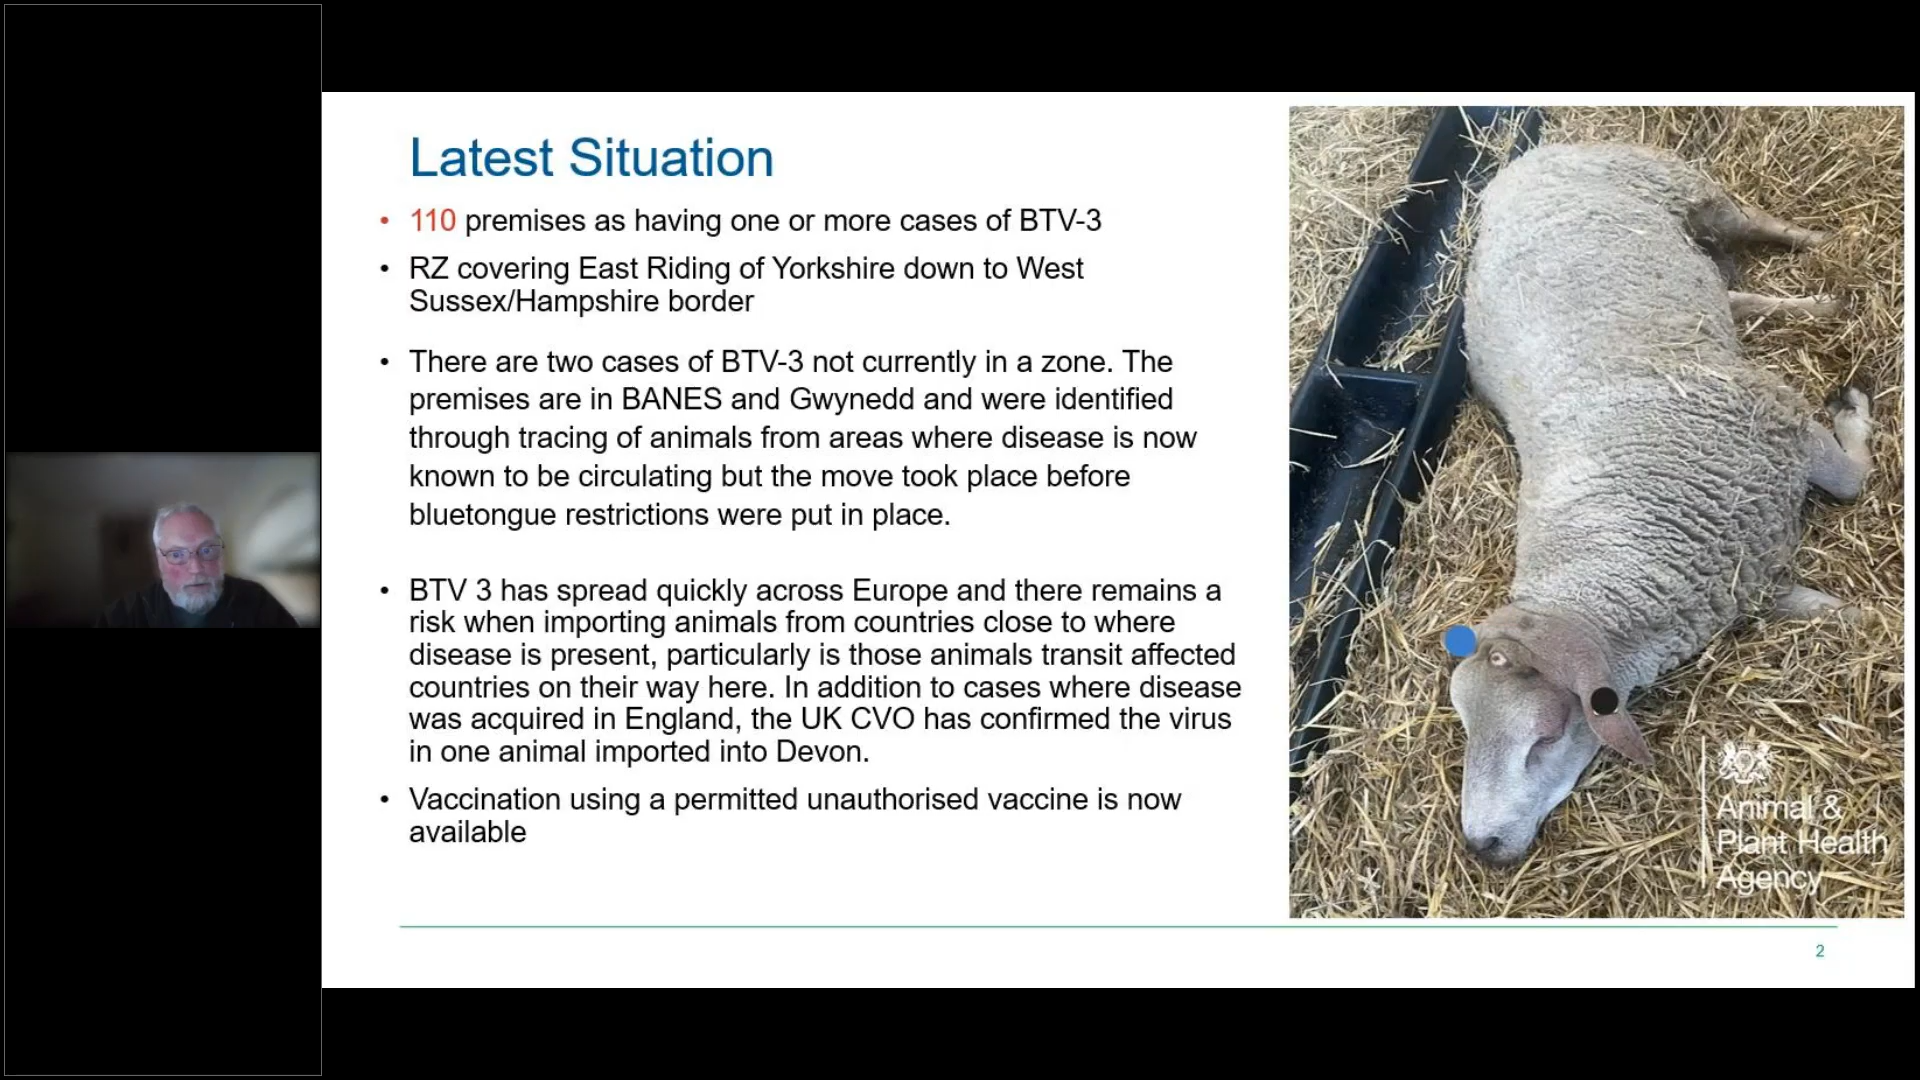 Latest Situation
• 110 premises as having one or more cases of BTV-3
• RZ covering East Riding of Yorkshire down to West
Sussex/Hampshire border
• There are two cases of BTV-3 not currently in a zone. The
premises are in BANES and Gwynedd and were identified
through tracing of animals from areas where disease is now
known to be circulating but the move took place before
bluetongue restrictions were put in place.
• BTV 3 has spread quickly across Europe and there remains a
risk when importing animals from countries close to where
disease is present, particularly is those animals transit affected
countries on their way here. In addition to cases where disease
was acquired in England, the UK CVO has confirmed the virus
in one animal imported into Devon.
• Vaccination using a permitted unauthorised vaccine is now
available
Animal &
Plant Health
Agency
2